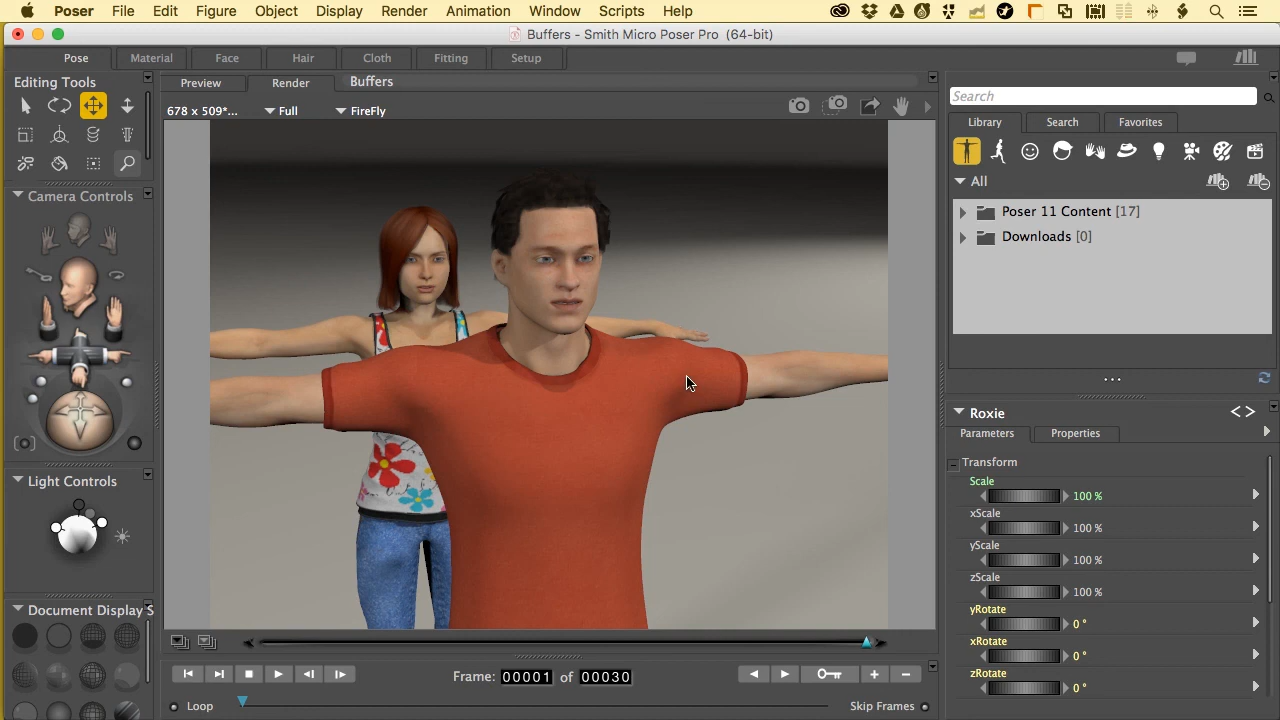 Poser File Edit Figure Object Display Render Animation Window Scripts Help
Buffers - Smith Micro Poser Pro (64-bit)
Pose Material Face Hair Cloth Fitting Setup
Editing Tools
Preview Render Buffers
678 x 509*... Full FireFly
Search
Library Search Favorites
All
Camera Controls
Poser 11 Content [17]
Downloads [0]
Roxie
Parameters Properties
Transform
Scale
100 %
xScale
100 %
yScale
100 %
zScale
100 %
yRotate
0 °
xRotate
0 °
zRotate
0 °
Light Controls
Document Display S
Frame: 00001 of 00030
Loop
Skip Frames